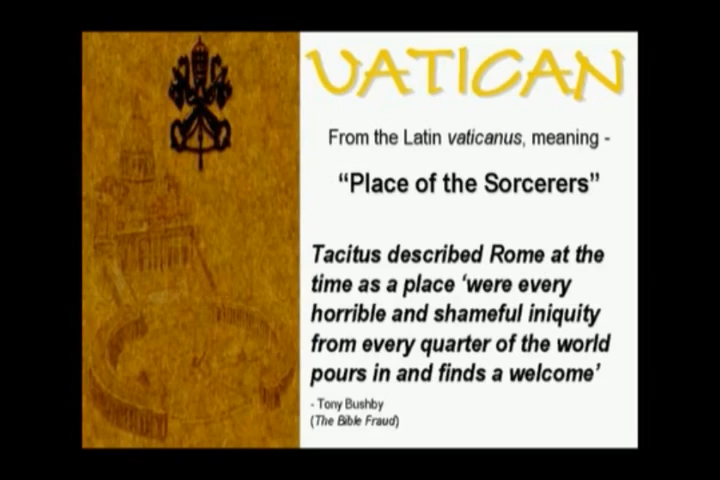 VATICAN
From the Latin vaticanus, meaning -
“Place of the Sorcerers”
Tacitus described Rome at the
time as a place ‘were every
horrible and shameful iniquity
from every quarter of the world
pours in and finds a welcome’
- Tony Bushby
(The Bible Fraud)